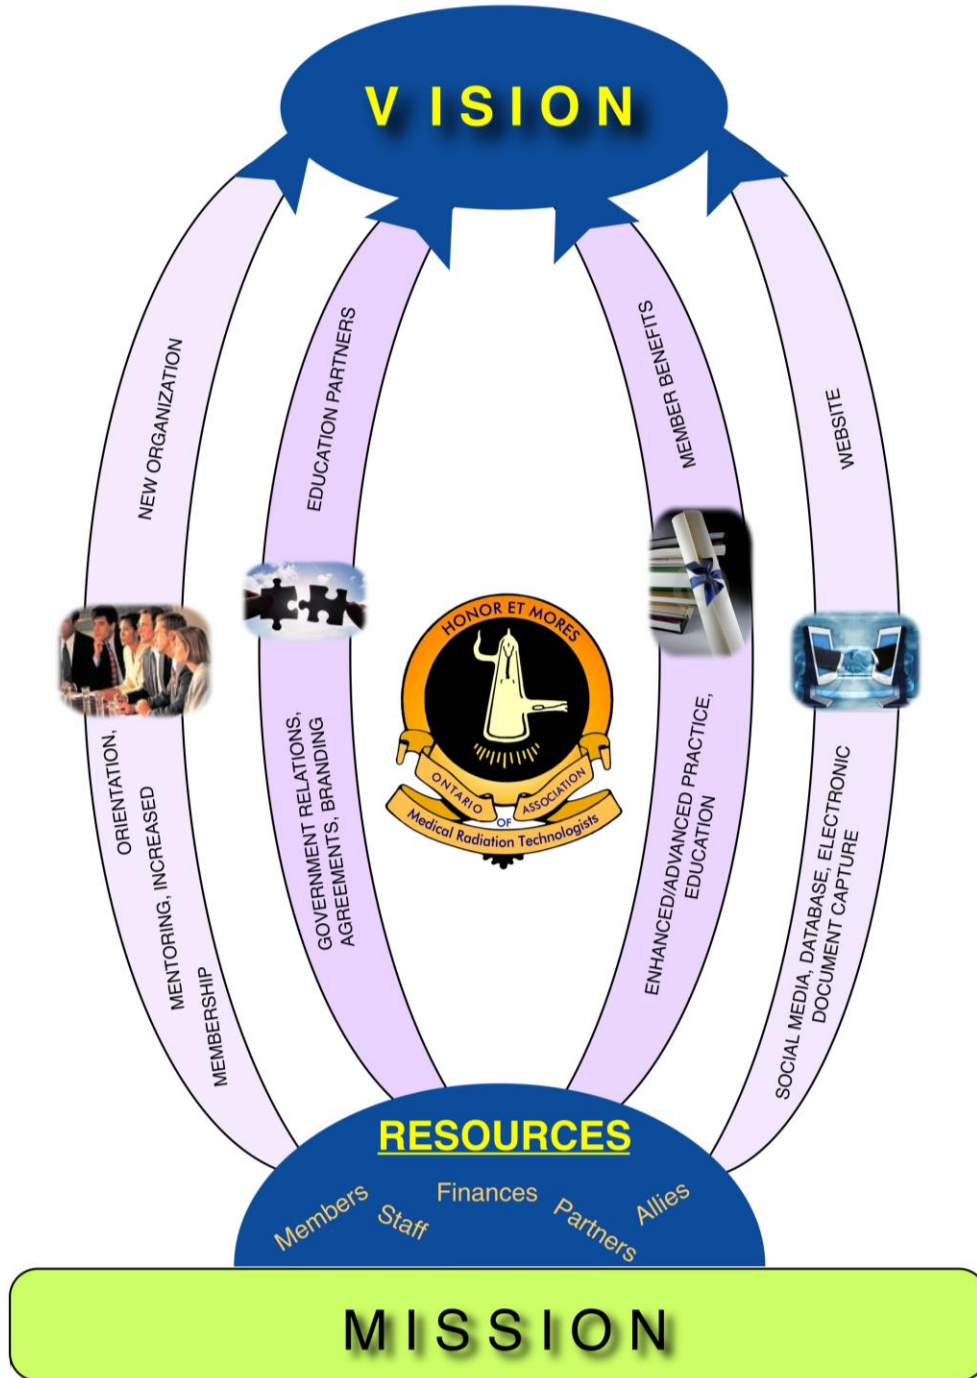 VISION
NEW ORGANIZATION
ORIENTATION,
MENTORING, INCREASED
MEMBERSHIP
EDUCATION PARTNERS
GOVERNMENT RELATIONS,
AGREEMENTS, BRANDING
HONOR ET MORES
ONTARIO
ASSOCIATION
OF
Medical Radiation Technologists
MEMBER BENEFITS
ENHANCED/ADVANCED PRACTICE,
EDUCATION
WEBSITE
SOCIAL MEDIA, DATABASE, ELECTRONIC
DOCUMENT CAPTURE
RESOURCES
Members
Staff
Finances
Partners
Allies
MISSION